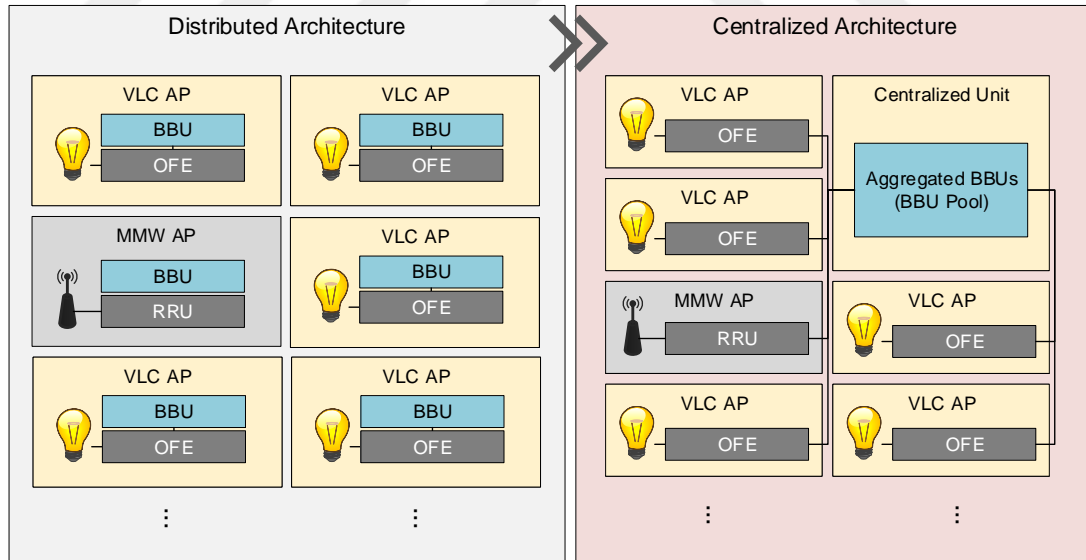 Distributed Architecture
VLC AP
BBU
OFE
VLC AP
BBU
OFE
MMW AP
BBU
RRU
VLC AP
BBU
OFE
VLC AP
BBU
OFE
VLC AP
BBU
OFE
Centralized Architecture
VLC AP
OFE
Centralized Unit
Aggregated BBUs
(BBU Pool)
VLC AP
OFE
MMW AP
RRU
VLC AP
OFE
VLC AP
OFE
VLC AP
OFE